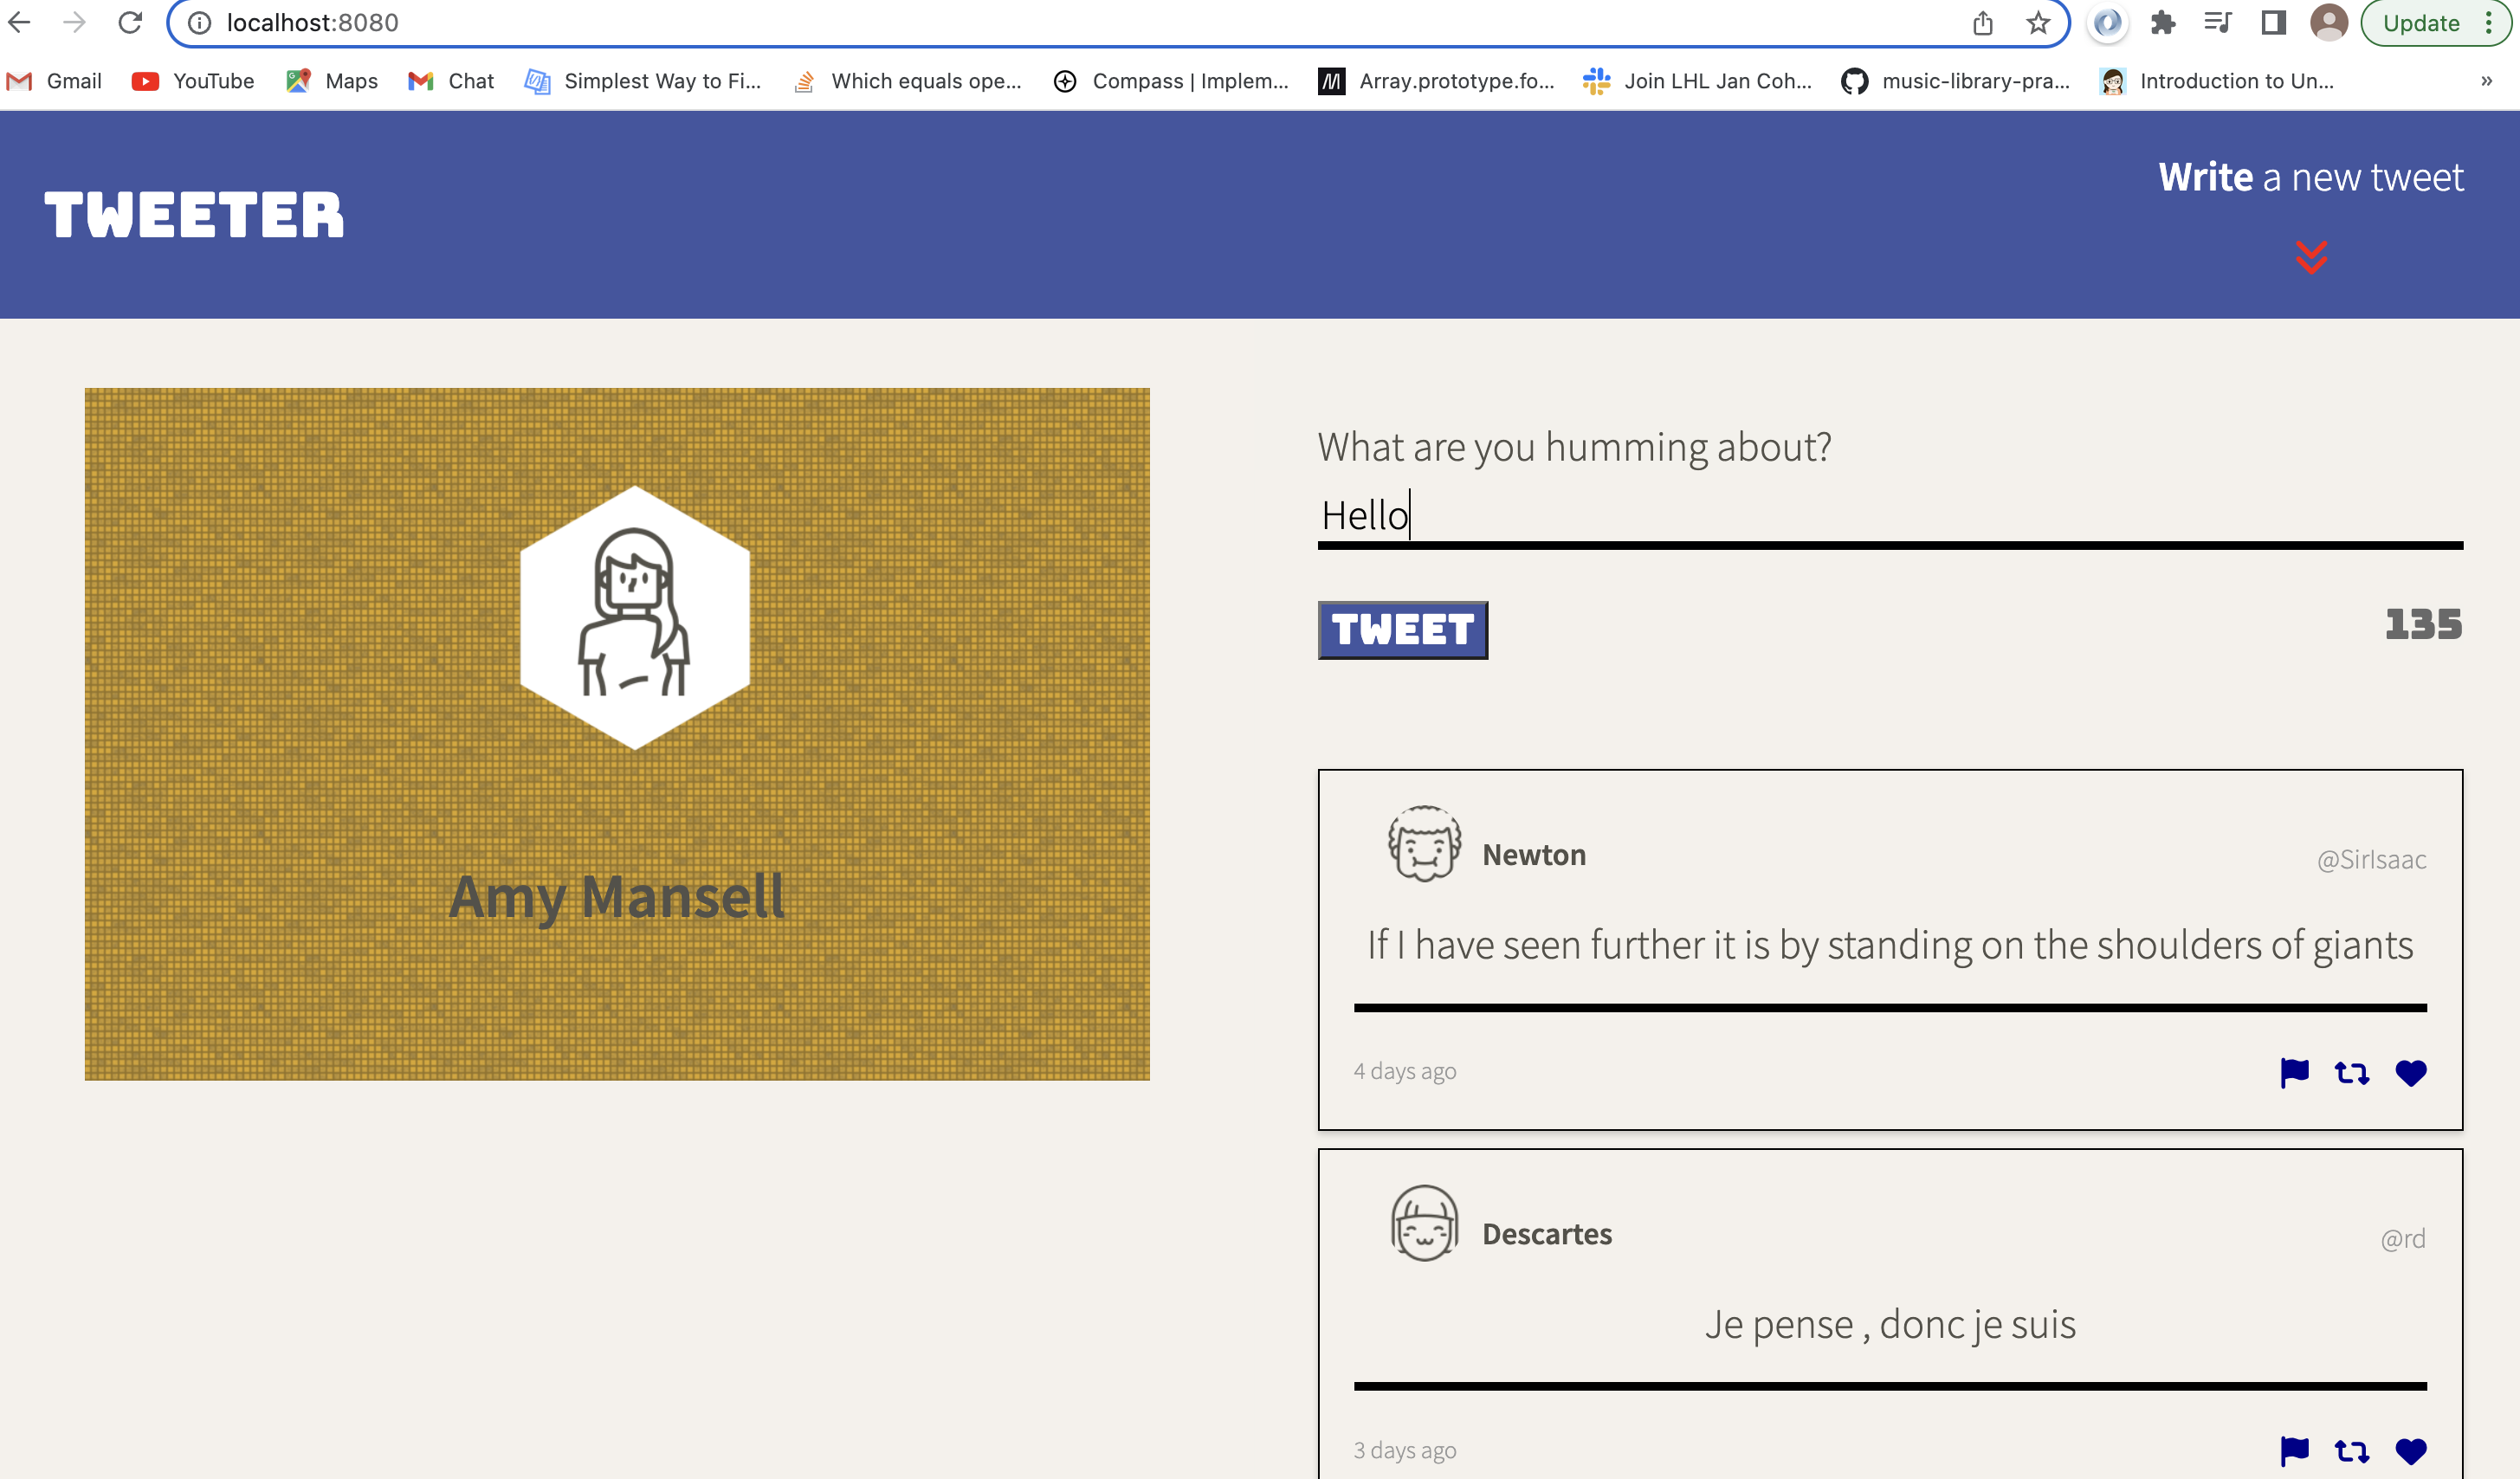 localhost:8080
Update
Gmail YouTube Maps Chat Simplest Way to Fi... Which equals ope... Compass | Implem... Array.prototype.fo... Join LHL Jan Coh... music-library-pra... Introduction to Un... »
TWEETER
Write a new tweet
Amy Mansell
What are you humming about?
Hello
TWEET
135
Newton
@SirIsaac
If I have seen further it is by standing on the shoulders of giants
4 days ago
Descartes
@rd
Je pense , donc je suis
3 days ago